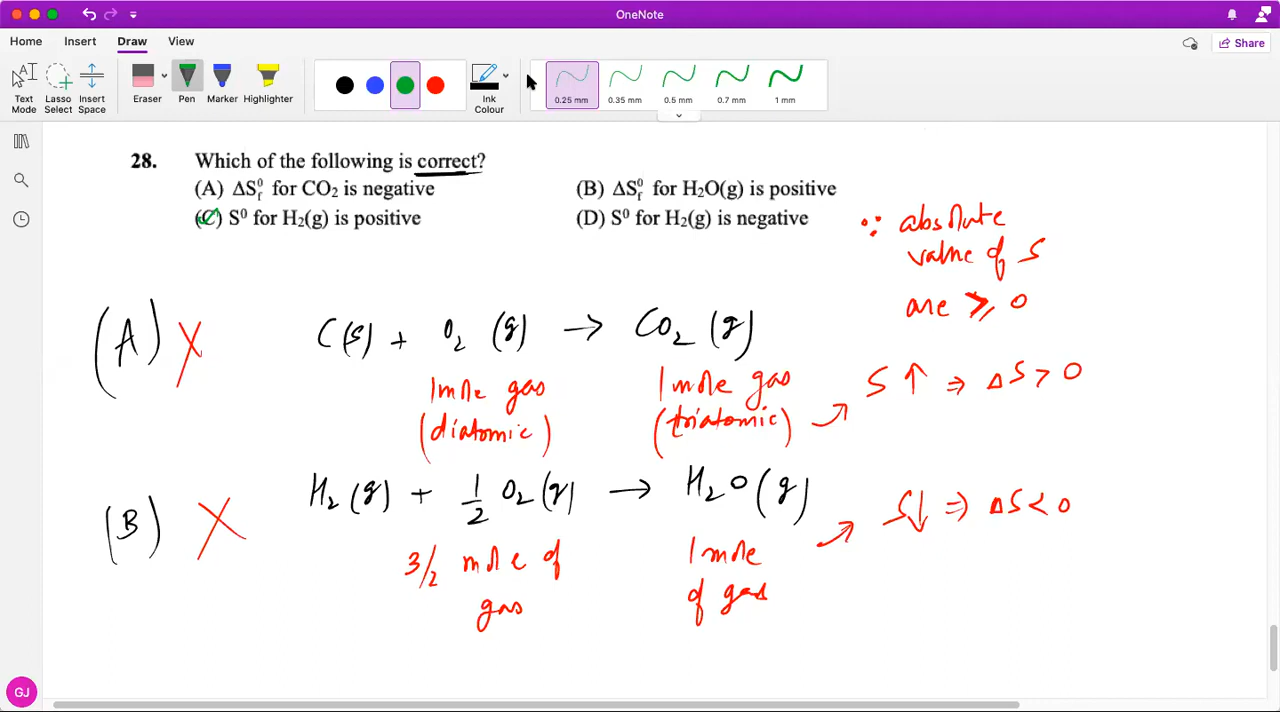 OneNote
Home Insert Draw View
Share
Text Mode
Lasso Select
Insert Space
Eraser
Pen
Marker
Highlighter
Ink Colour
0.25 mm
0.35 mm
0.5 mm
0.7 mm
1 mm
28. Which of the following is correct?
(A) ΔS⁰f for CO₂ is negative
(B) ΔS⁰f for H₂O(g) is positive
(C) S⁰ for H₂(g) is positive
(D) S⁰ for H₂(g) is negative
∵ absolute
value of S
are ≥ 0
(A) X C(s) + O₂ (g) → CO₂ (g)
1 mole gas 1 mole gas
(diatomic) (triatomic) → S ↑ ⇒ ΔS > 0
(B) X H₂(g) + 1/2 O₂(g) → H₂O(g)
3/2 mole of gas
1 mole of gas
→ S↓ ⇒ ΔS < 0
GJ